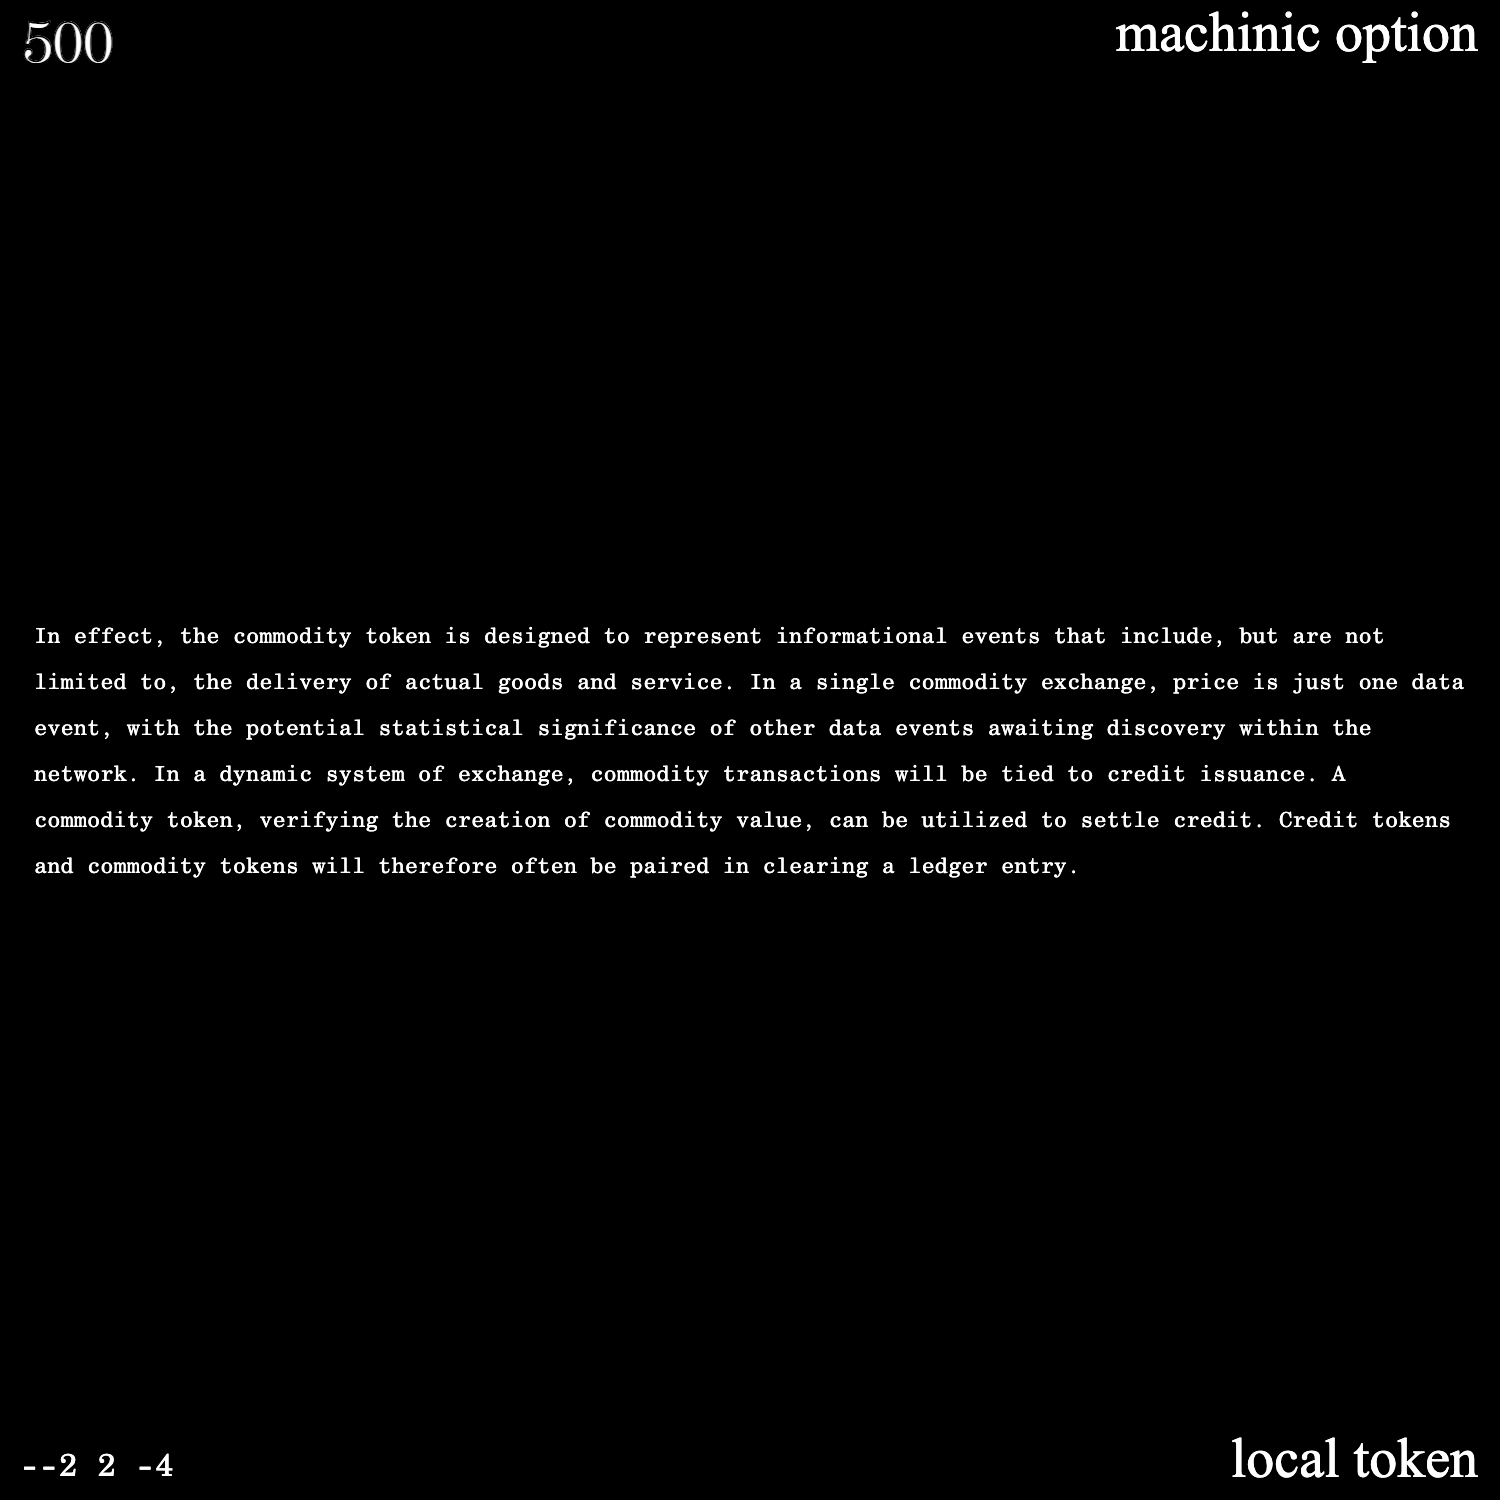 500
machinic option
In effect, the commodity token is designed to represent informational events that include, but are not
limited to, the delivery of actual goods and service. In a single commodity exchange, price is just one data
event, with the potential statistical significance of other data events awaiting discovery within the
network. In a dynamic system of exchange, commodity transactions will be tied to credit issuance. A
commodity token, verifying the creation of commodity value, can be utilized to settle credit. Credit tokens
and commodity tokens will therefore often be paired in clearing a ledger entry.
--2 2 -4
local token